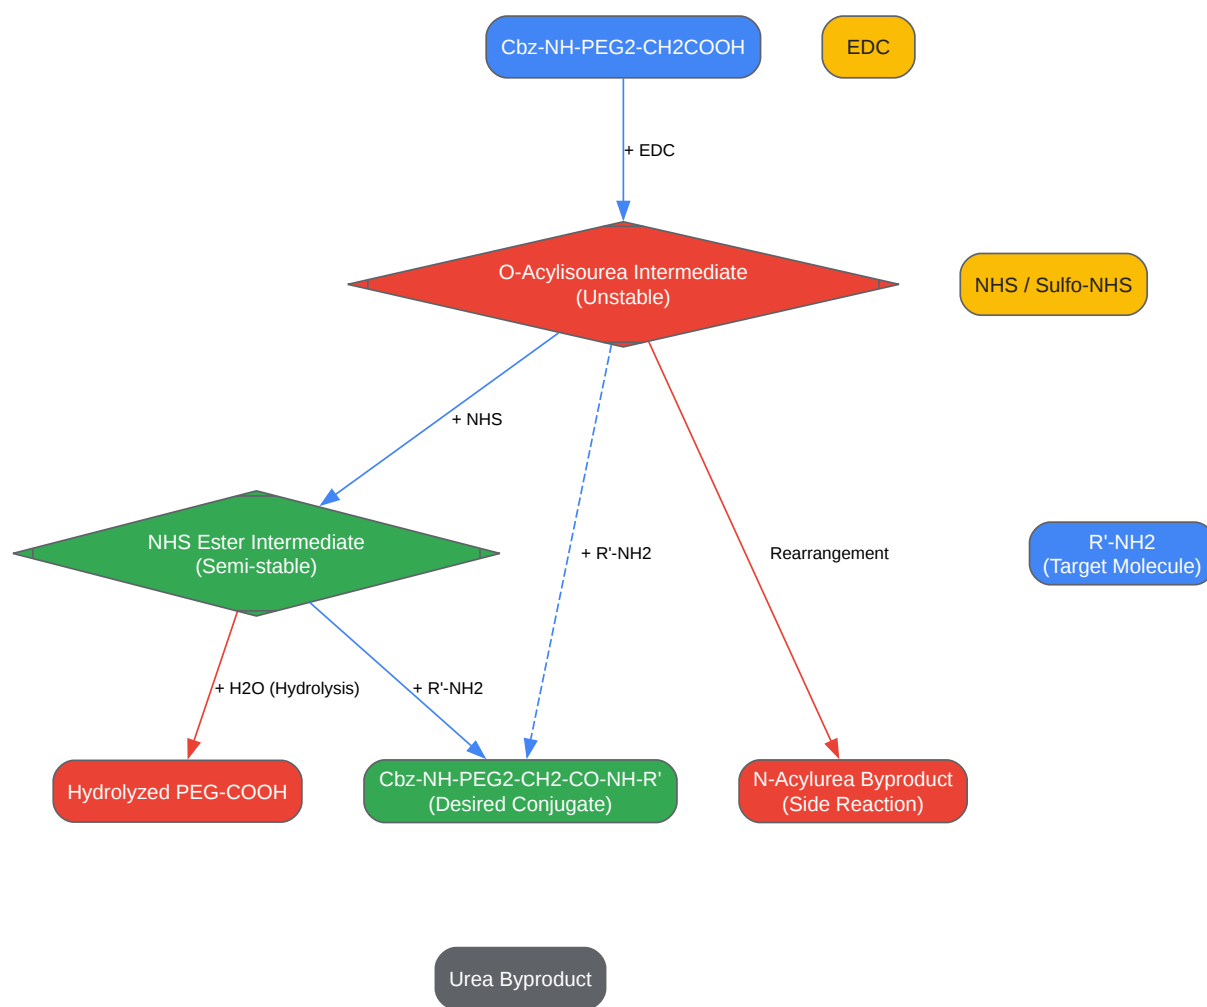 Cbz-NH-PEG2-CH2COOH
EDC
+ EDC
O-Acylisourea Intermediate
(Unstable)
NHS / Sulfo-NHS
+ NHS
NHS Ester Intermediate
(Semi-stable)
+ R'-NH2
Rearrangement
R'-NH2
(Target Molecule)
+ H2O (Hydrolysis)
+ R'-NH2
Hydrolyzed PEG-COOH
Cbz-NH-PEG2-CH2-CO-NH-R'
(Desired Conjugate)
N-Acylurea Byproduct
(Side Reaction)
Urea Byproduct